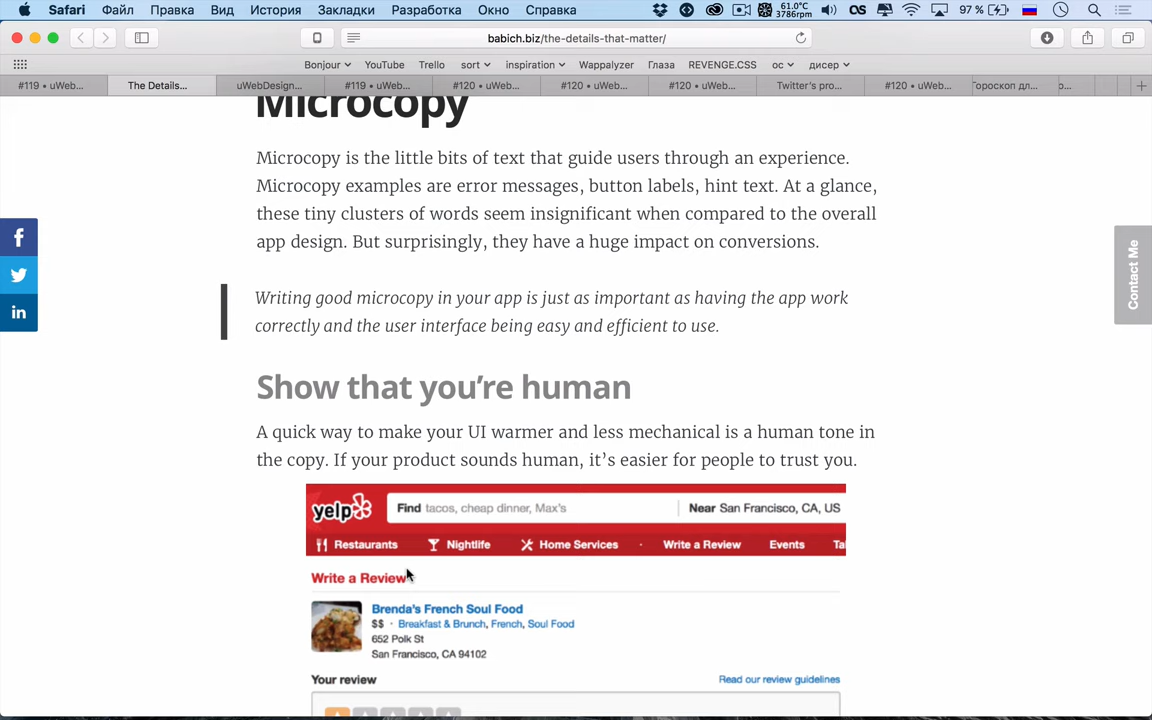 Safari Файл Правка Вид История Закладки Разработка Окно Справка 61.0°C 3786rpm 97 %
babich.biz/the-details-that-matter/
Bonjour YouTube Trello sort inspiration Wappalyzer Глаза REVENGE.CSS ос дисер
#119 • uWeb... The Details... uWebDesign... #119 • uWeb... #120 • uWeb... #120 • uWeb... #120 • uWeb... Twitter's pro... #120 • uWeb... Гороскоп дл...
Microcopy
Microcopy is the little bits of text that guide users through an experience.
Microcopy examples are error messages, button labels, hint text. At a glance,
these tiny clusters of words seem insignificant when compared to the overall
app design. But surprisingly, they have a huge impact on conversions.
Writing good microcopy in your app is just as important as having the app work
correctly and the user interface being easy and efficient to use.
Show that you're human
A quick way to make your UI warmer and less mechanical is a human tone in
the copy. If your product sounds human, it's easier for people to trust you.
yelp Find tacos, cheap dinner, Max's Near San Francisco, CA, US
Restaurants Nightlife Home Services · Write a Review Events Ta
Write a Review
Brenda's French Soul Food
$$ · Breakfast & Brunch, French, Soul Food
652 Polk St
San Francisco, CA 94102
Your review Read our review guidelines
Contact Me